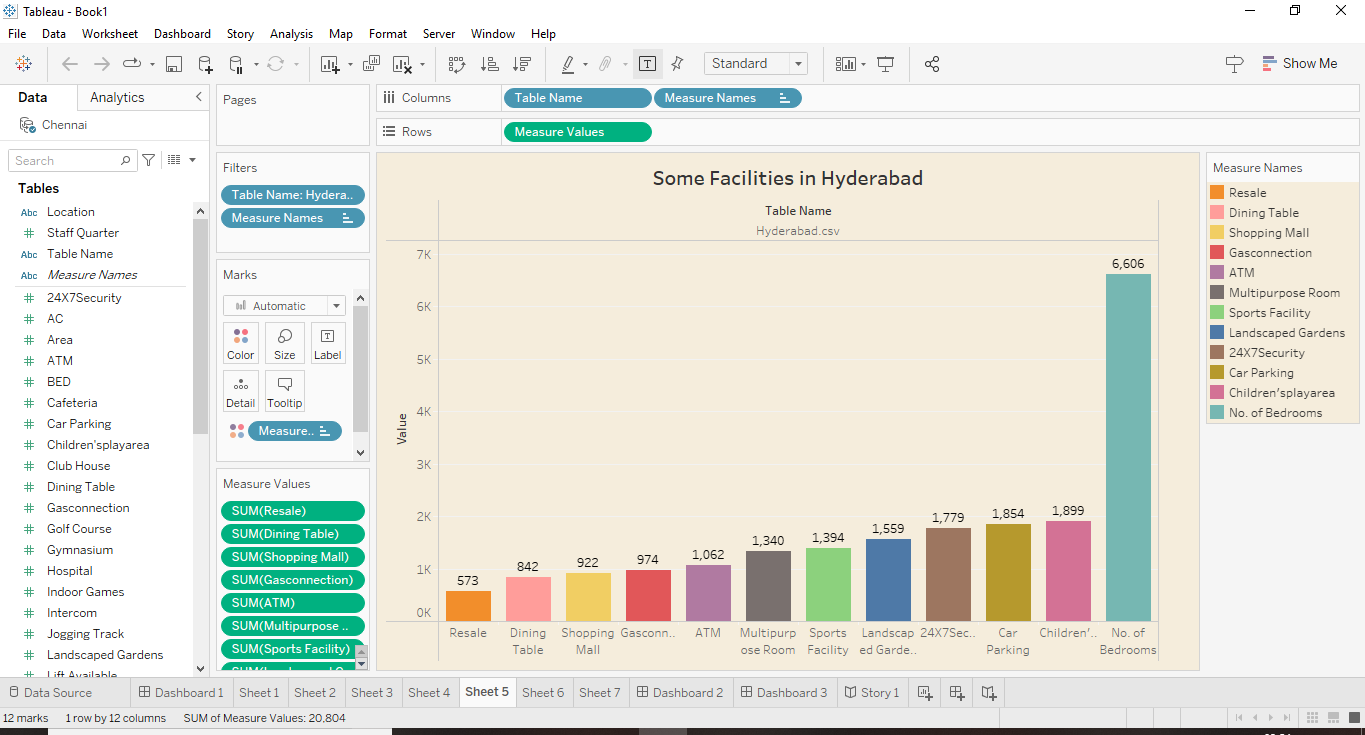 Tableau - Book1
File Data Worksheet Dashboard Story Analysis Map Format Server Window Help
Standard
Show Me
Data Analytics
Chennai
Search
Tables
Abc Location
# Staff Quarter
Abc Table Name
Abc Measure Names
# 24X7Security
# AC
# Area
# ATM
# BED
# Cafeteria
# Car Parking
# Children'splayarea
# Club House
# Dining Table
# Gasconnection
# Golf Course
# Gymnasium
# Hospital
# Indoor Games
# Intercom
# Jogging Track
# Landscaped Gardens
# Lift Available
Pages
Filters
Table Name: Hydera..
Measure Names
Marks
Automatic
Color Size Label
Detail Tooltip
Measure..
Measure Values
SUM(Resale)
SUM(Dining Table)
SUM(Shopping Mall)
SUM(Gasconnection)
SUM(ATM)
SUM(Multipurpose ..
SUM(Sports Facility)
Columns Table Name Measure Names
Rows Measure Values
Some Facilities in Hyderabad
Table Name
Hyderabad.csv
Value
7K
6K
5K
4K
3K
2K
1K
0K
573
842
922
974
1,062
1,340
1,394
1,559
1,779
1,854
1,899
6,606
Resale
Dining
Table
Shopping
Mall
Gasconn..
ATM
Multipurp
ose Room
Sports
Facility
Landscap
ed Garde..
24X7Sec..
Car
Parking
Children'..
No. of
Bedrooms
Measure Names
Resale
Dining Table
Shopping Mall
Gasconnection
ATM
Multipurpose Room
Sports Facility
Landscaped Gardens
24X7Security
Car Parking
Children'splayarea
No. of Bedrooms
Data Source Dashboard 1 Sheet 1 Sheet 2 Sheet 3 Sheet 4 Sheet 5 Sheet 6 Sheet 7 Dashboard 2 Dashboard 3 Story 1
12 marks 1 row by 12 columns SUM of Measure Values: 20,804